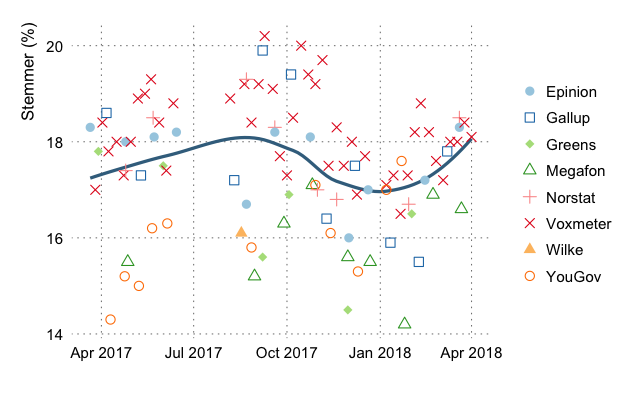 Stemmer (%)
20
18
16
14
Apr 2017
Jul 2017
Oct 2017
Jan 2018
Apr 2018
Epinion
Gallup
Greens
Megafon
Norstat
Voxmeter
Wilke
YouGov